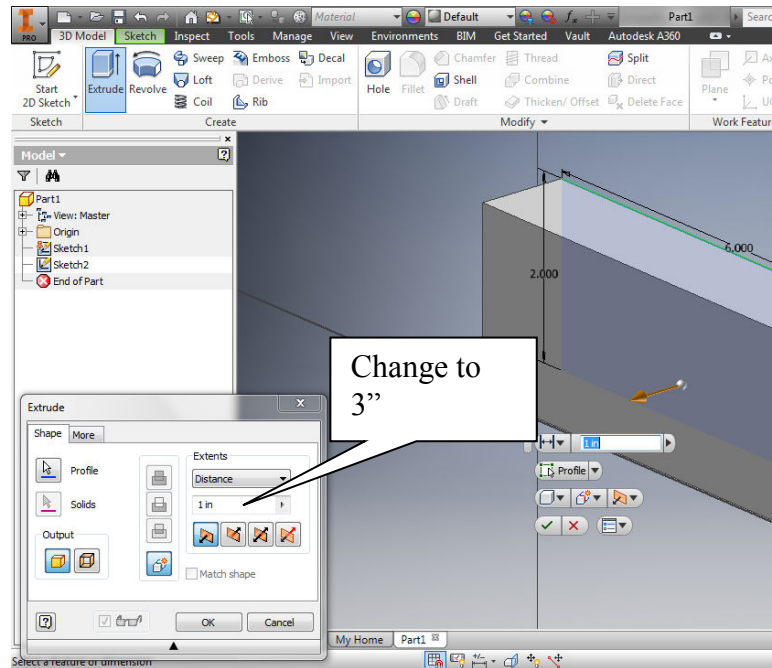 Material Default fx Part1
PRO 3D Model Sketch Inspect Tools Manage View Environments BIM Get Started Vault Autodesk A360
Start
2D Sketch
Extrude
Revolve
Sweep Emboss Decal
Loft Derive Import
Coil Rib
Hole
Fillet
Chamfer Thread
Shell Combine
Draft Thicken/ Offset
Split
Direct
Delete Face
Plane
Sketch Create Modify Work Featur
Model
Part1
View: Master
Origin
Sketch1
Sketch2
End of Part
6.000
2.000
Change to
3”
1 in
Profile
Extrude
Shape More
Profile
Solids
Output
Extents
Distance
1 in
Match shape
OK Cancel
My Home Part1
Select a feature or dimension